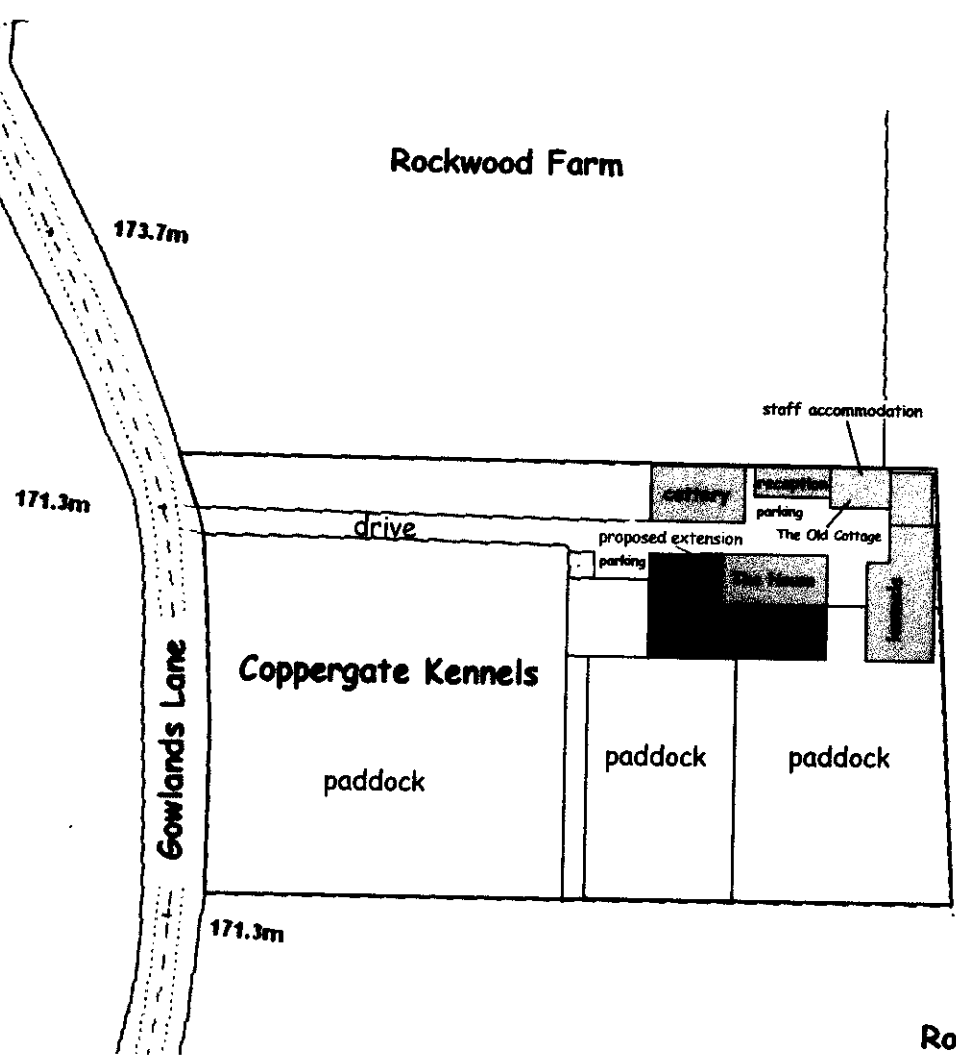 Rockwood Farm
173.7m
staff accommodation
171.3m
cattery
reception
parking
drive
The Old Cottage
proposed extension
parking
The House
kennels
Coppergate Kennels
Gowlands Lane
paddock
paddock
paddock
171.3m
Ro